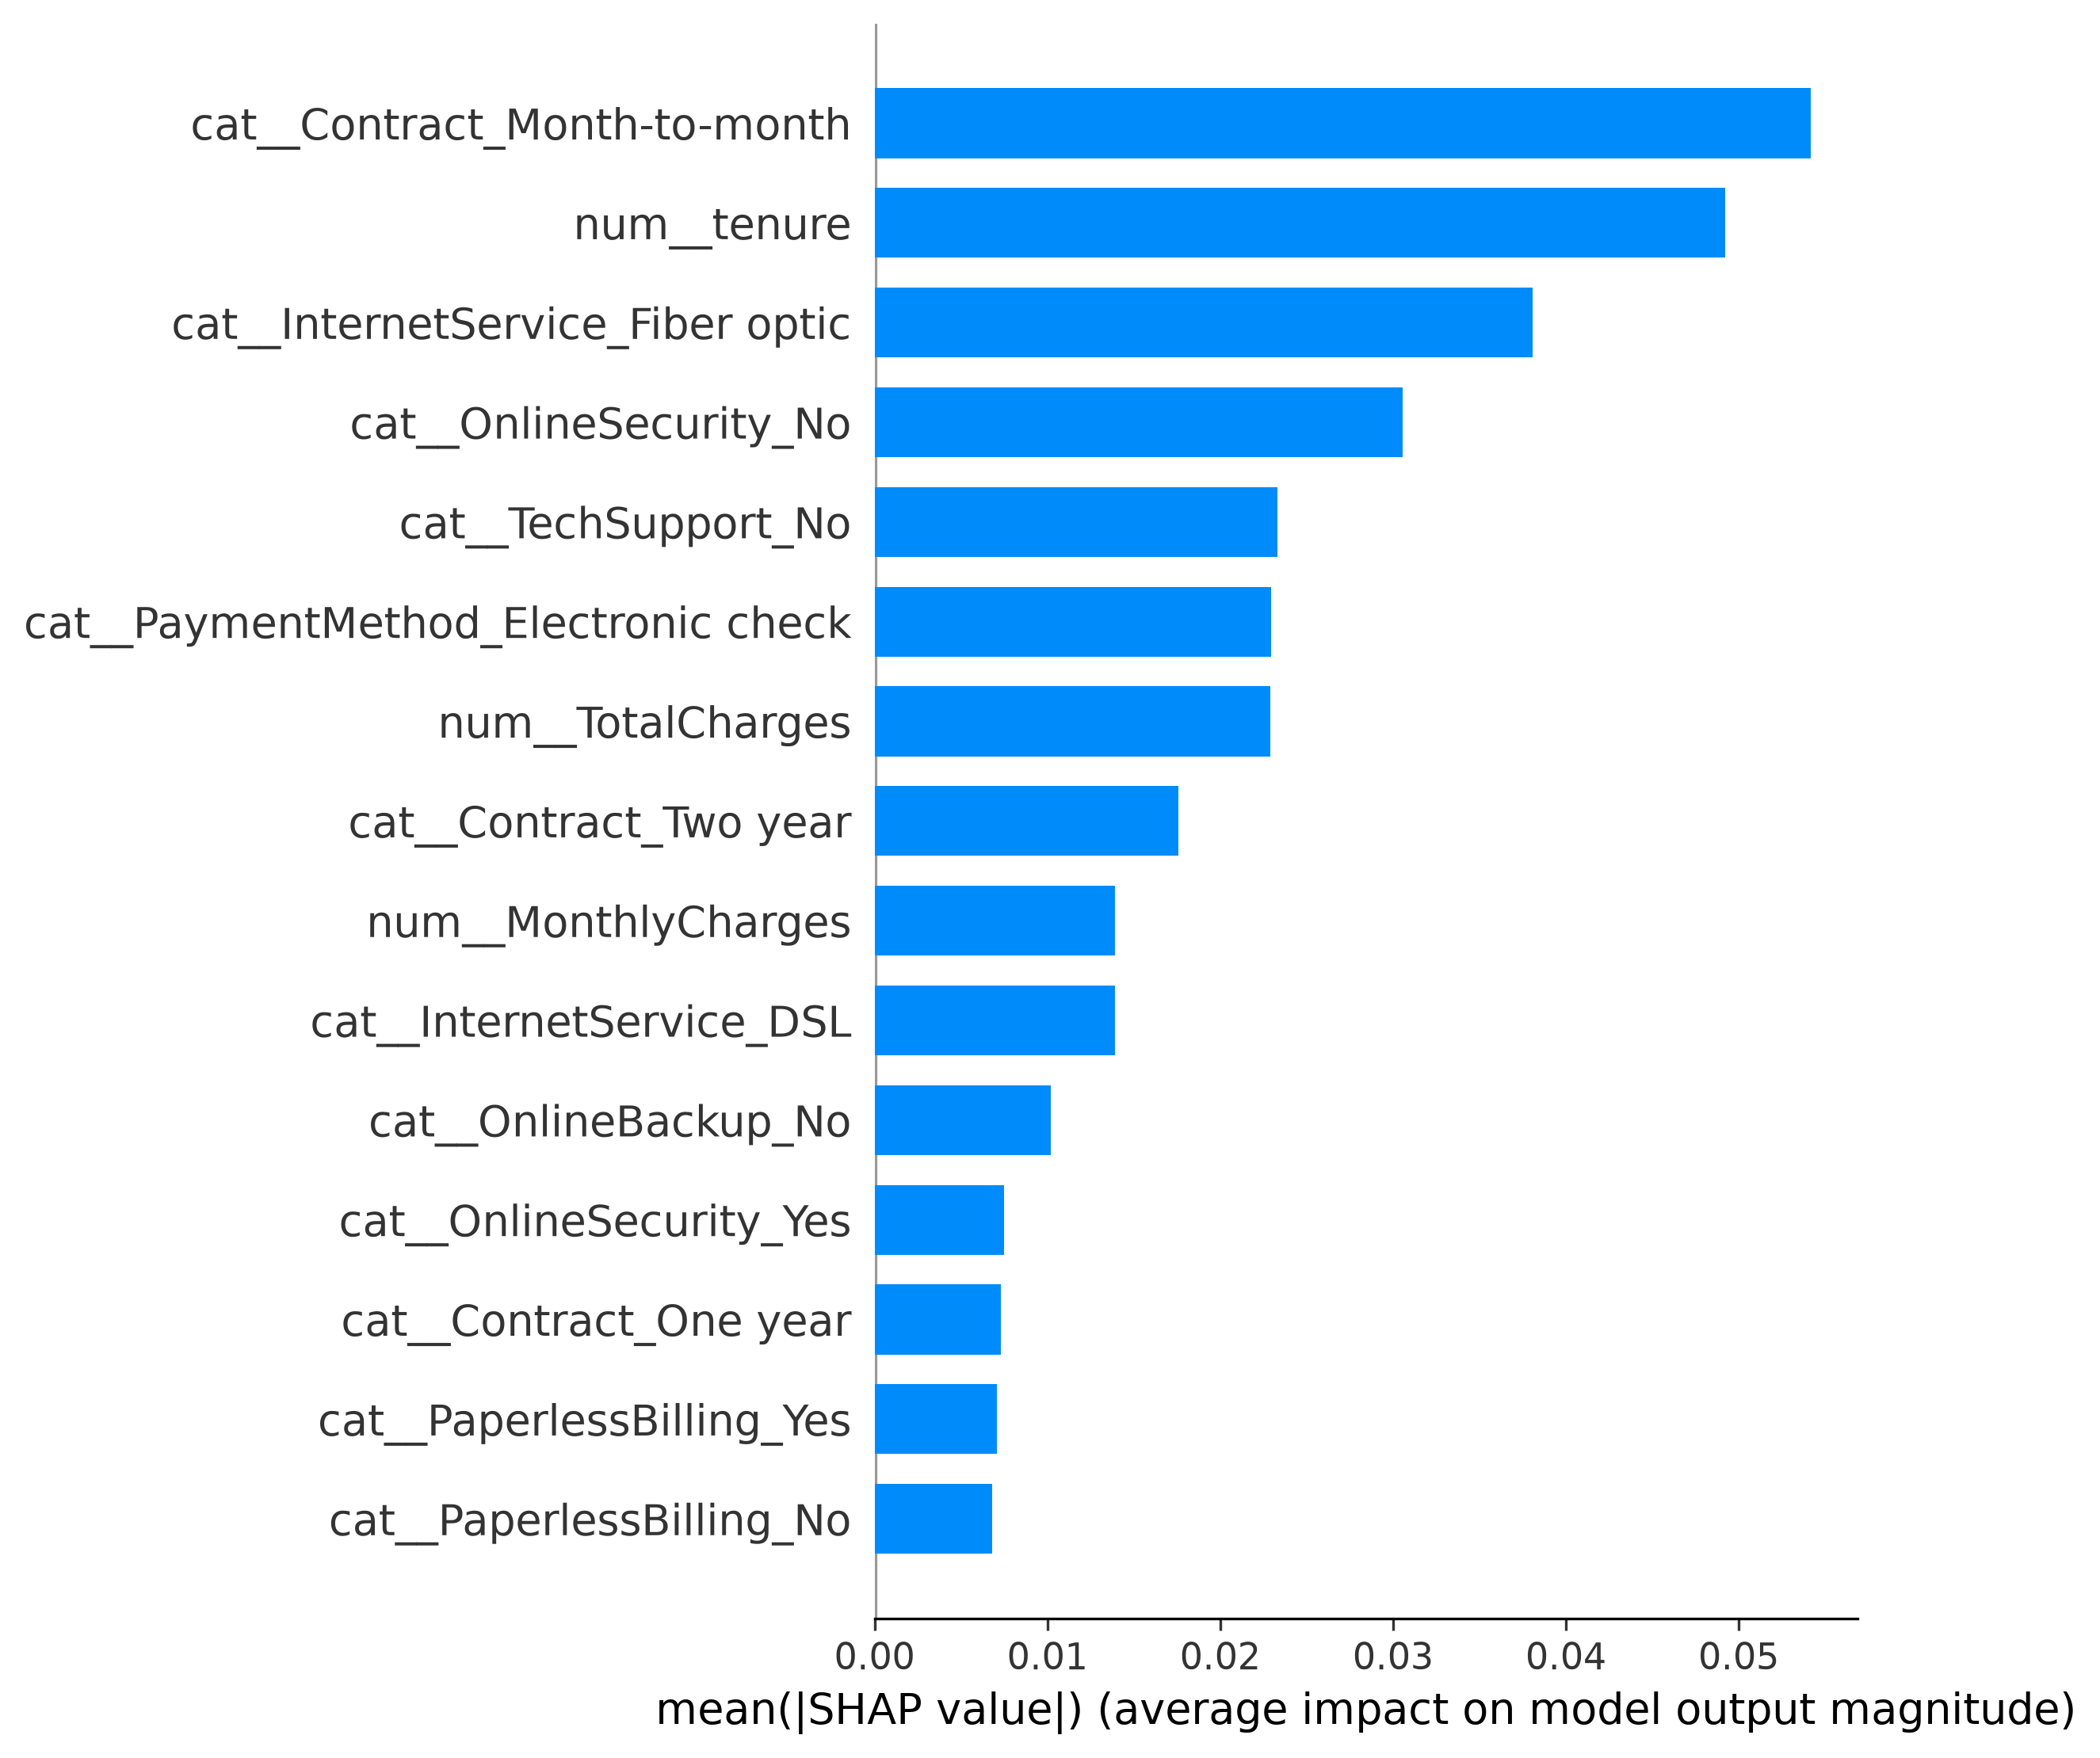 cat__Contract_Month-to-month
num__tenure
cat__InternetService_Fiber optic
cat__OnlineSecurity_No
cat__TechSupport_No
cat__PaymentMethod_Electronic check
num__TotalCharges
cat__Contract_Two year
num__MonthlyCharges
cat__InternetService_DSL
cat__OnlineBackup_No
cat__OnlineSecurity_Yes
cat__Contract_One year
cat__PaperlessBilling_Yes
cat__PaperlessBilling_No
0.00 0.01 0.02 0.03 0.04 0.05
mean(|SHAP value|) (average impact on model output magnitude)